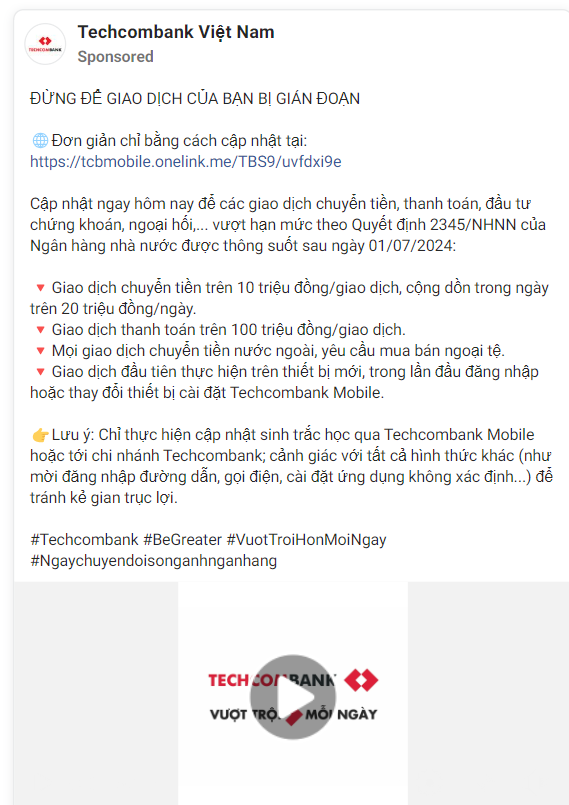 TECHCOMBANK
Techcombank Việt Nam
Sponsored
ĐỪNG ĐỂ GIAO DỊCH CỦA BẠN BỊ GIÁN ĐOẠN
🌐Đơn giản chỉ bằng cách cập nhật tại:
https://tcbmobile.onelink.me/TBS9/uvfdxi9e
Cập nhật ngay hôm nay để các giao dịch chuyển tiền, thanh toán, đầu tư
chứng khoán, ngoại hối,... vượt hạn mức theo Quyết định 2345/NHNN của
Ngân hàng nhà nước được thông suốt sau ngày 01/07/2024:
🔻Giao dịch chuyển tiền trên 10 triệu đồng/giao dịch, cộng dồn trong ngày
trên 20 triệu đồng/ngày.
🔻Giao dịch thanh toán trên 100 triệu đồng/giao dịch.
🔻Mọi giao dịch chuyển tiền nước ngoài, yêu cầu mua bán ngoại tệ.
🔻Giao dịch đầu tiên thực hiện trên thiết bị mới, trong lần đầu đăng nhập
hoặc thay đổi thiết bị cài đặt Techcombank Mobile.
👉Lưu ý: Chỉ thực hiện cập nhật sinh trắc học qua Techcombank Mobile
hoặc tới chi nhánh Techcombank; cảnh giác với tất cả hình thức khác (như
mời đăng nhập đường dẫn, gọi điện, cài đặt ứng dụng không xác định...) để
tránh kẻ gian trục lợi.
#Techcombank #BeGreater #VuotTroiHonMoiNgay
#Ngaychuyendoisonganhnganhang
TECHCOMBANK
VƯỢT MỖI NGÀY